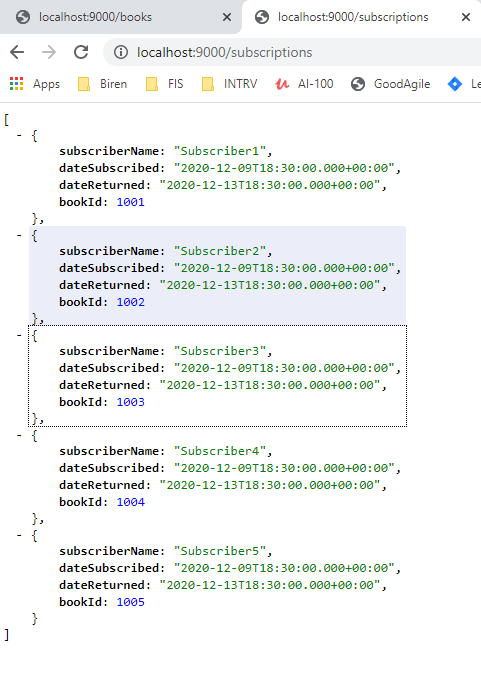 localhost:9000/books
localhost:9000/subscriptions
localhost:9000/subscriptions
Apps Biren FIS INTRV AI-100 GoodAgile
[
- {
subscriberName: "Subscriber1",
dateSubscribed: "2020-12-09T18:30:00.000+00:00",
dateReturned: "2020-12-13T18:30:00.000+00:00",
bookId: 1001
},
- {
subscriberName: "Subscriber2",
dateSubscribed: "2020-12-09T18:30:00.000+00:00",
dateReturned: "2020-12-13T18:30:00.000+00:00",
bookId: 1002
},
- {
subscriberName: "Subscriber3",
dateSubscribed: "2020-12-09T18:30:00.000+00:00",
dateReturned: "2020-12-13T18:30:00.000+00:00",
bookId: 1003
},
- {
subscriberName: "Subscriber4",
dateSubscribed: "2020-12-09T18:30:00.000+00:00",
dateReturned: "2020-12-13T18:30:00.000+00:00",
bookId: 1004
},
- {
subscriberName: "Subscriber5",
dateSubscribed: "2020-12-09T18:30:00.000+00:00",
dateReturned: "2020-12-13T18:30:00.000+00:00",
bookId: 1005
}
]